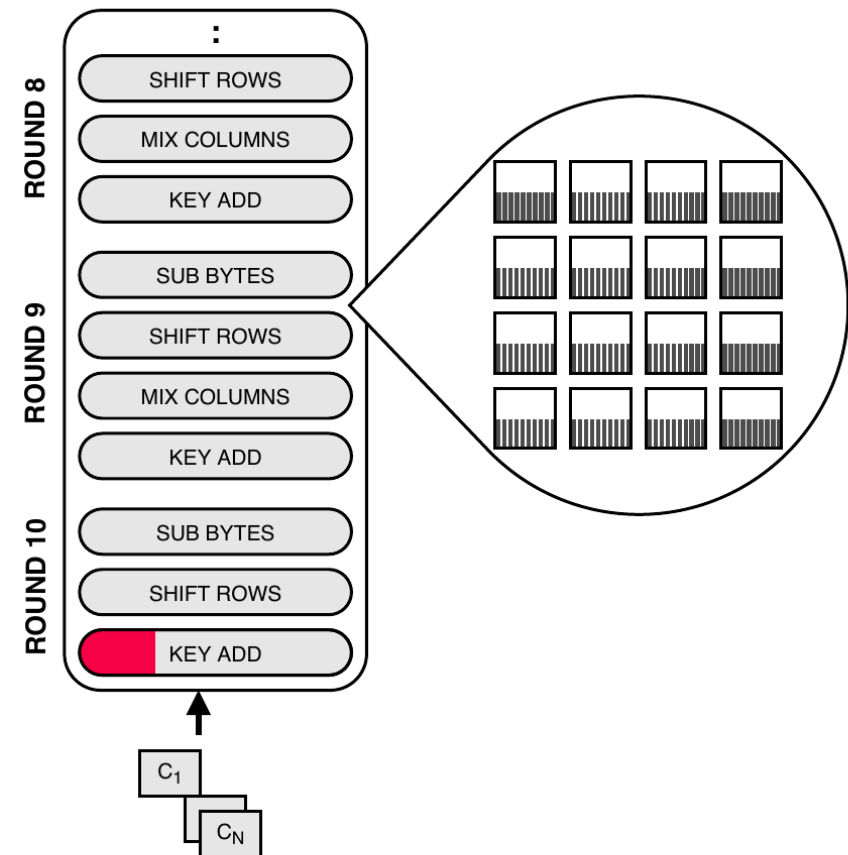 :
ROUND 8
SHIFT ROWS
MIX COLUMNS
KEY ADD
ROUND 9
SUB BYTES
SHIFT ROWS
MIX COLUMNS
KEY ADD
ROUND 10
SUB BYTES
SHIFT ROWS
KEY ADD
C₁
C_N